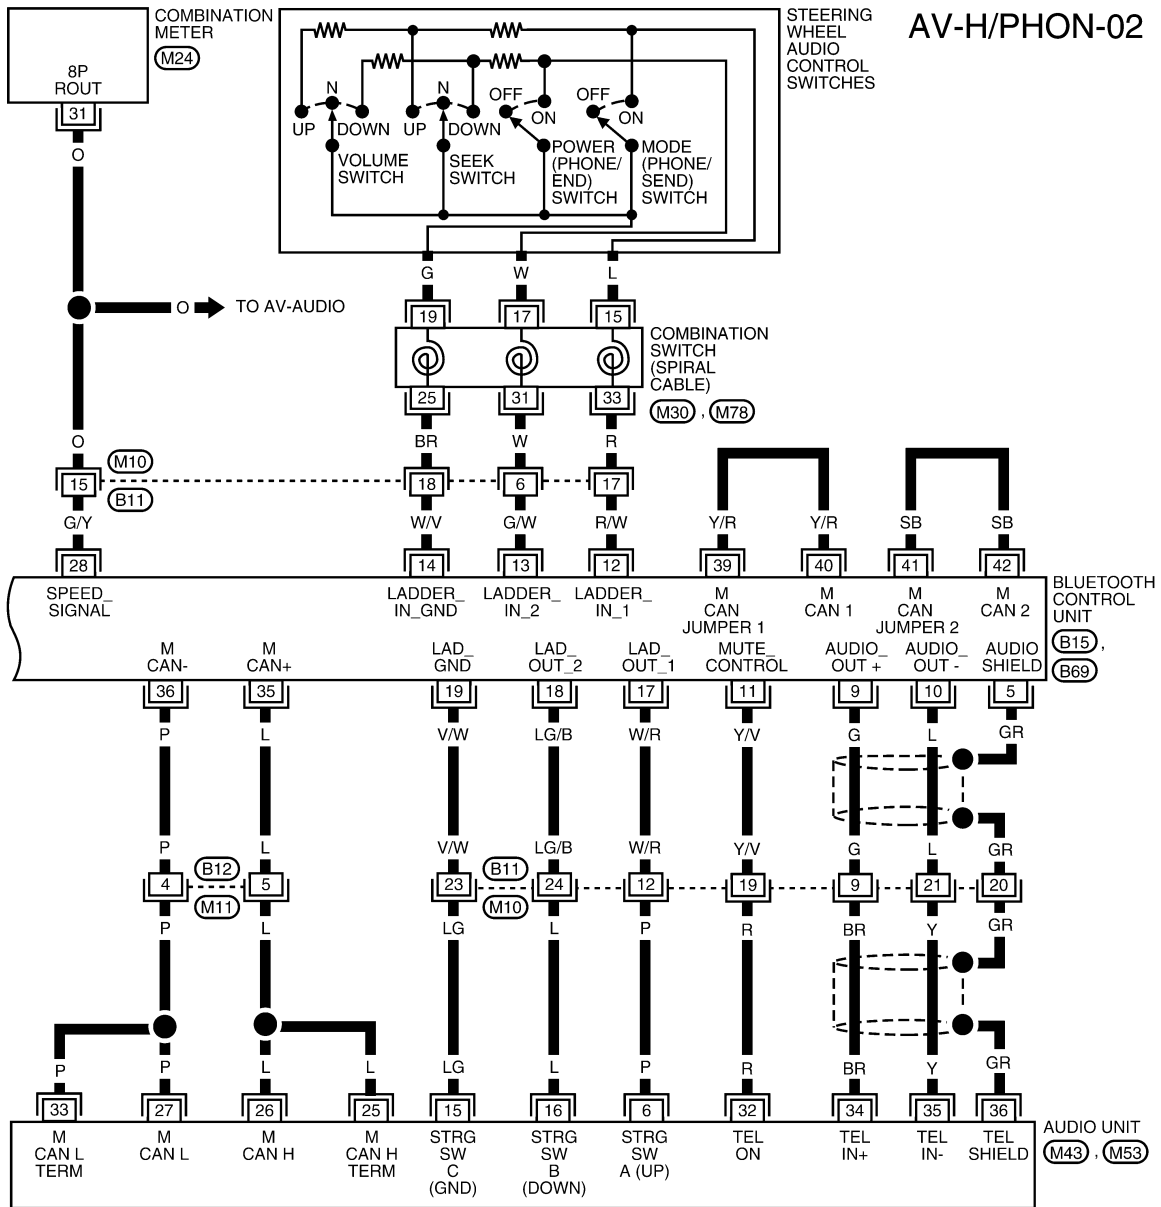 COMBINATION
METER
M24
8P
ROUT
31
O
STEERING
WHEEL
AUDIO
CONTROL
SWITCHES
AV-H/PHON-02
N
UP
DOWN
VOLUME
SWITCH
N
UP
DOWN
SEEK
SWITCH
OFF
ON
POWER
(PHONE/
END)
SWITCH
OFF
ON
MODE
(PHONE/
SEND)
SWITCH
G W L
O
TO AV-AUDIO
19 17 15
COMBINATION
SWITCH
(SPIRAL
CABLE)
M30 , M78
25 31 33
O BR W R
M10
15 18 6 17
B11
G/Y W/V G/W R/W Y/R Y/R SB SB
28 14 13 12 39 40 41 42
SPEED_
SIGNAL
LADDER_
IN_GND
LADDER_
IN_2
LADDER_
IN_1
M
CAN
JUMPER 1
M
CAN 1
M
CAN
JUMPER 2
M
CAN 2
BLUETOOTH
CONTROL
UNIT
B15 ,
B69
M
CAN-
M
CAN+
LAD_
GND
LAD_
OUT_2
LAD_
OUT_1
MUTE_
CONTROL
AUDIO_
OUT +
AUDIO_
OUT -
AUDIO
SHIELD
36 35 19 18 17 11 9 10 5
P L V/W LG/B W/R Y/V G L GR
P L V/W LG/B W/R Y/V G L GR
B12 B11
4 5 23 24 12 19 9 21 20
M11 M10
P L LG L P R BR Y GR
P P L L LG L P R BR Y GR
33 27 26 25 15 16 6 32 34 35 36
M
CAN L
TERM
M
CAN L
M
CAN H
M
CAN H
TERM
STRG
SW
C
(GND)
STRG
SW
B
(DOWN)
STRG
SW
A (UP)
TEL
ON
TEL
IN+
TEL
IN-
TEL
SHIELD
AUDIO UNIT
M43 , M53